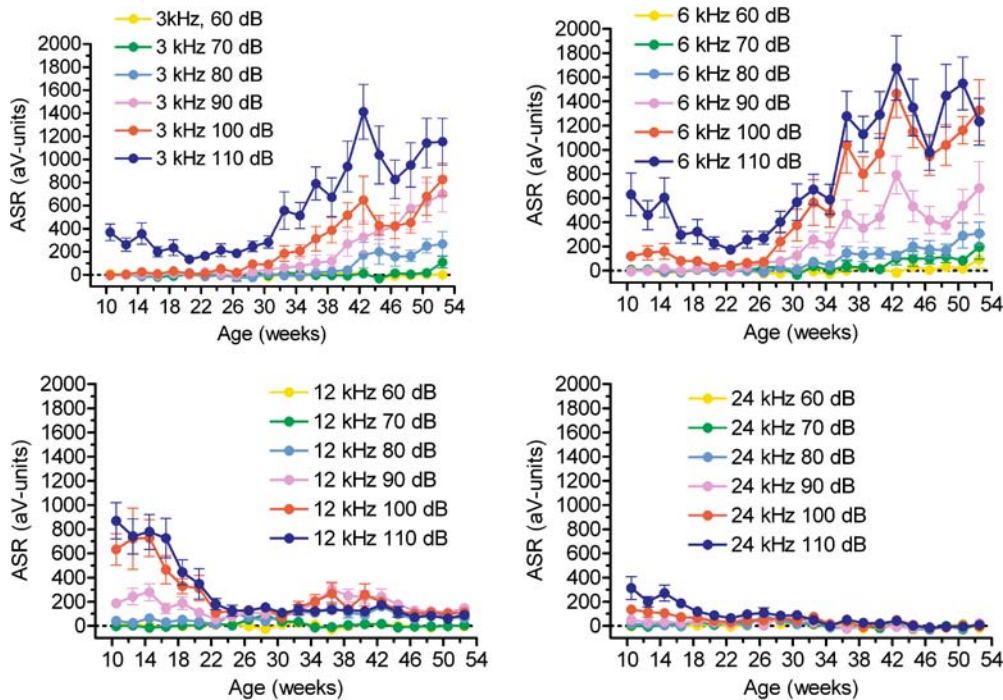 3kHz, 60 dB
3 kHz 70 dB
3 kHz 80 dB
3 kHz 90 dB
3 kHz 100 dB
3 kHz 110 dB
2000
1800
1600
1400
1200
1000
800
600
400
200
0
ASR (aV-units)
10 14 18 22 26 30 34 38 42 46 50 54
Age (weeks)
6 kHz 60 dB
6 kHz 70 dB
6 kHz 80 dB
6 kHz 90 dB
6 kHz 100 dB
6 kHz 110 dB
2000
1800
1600
1400
1200
1000
800
600
400
200
0
ASR (aV-units)
10 14 18 22 26 30 34 38 42 46 50 54
Age (weeks)
12 kHz 60 dB
12 kHz 70 dB
12 kHz 80 dB
12 kHz 90 dB
12 kHz 100 dB
12 kHz 110 dB
2000
1800
1600
1400
1200
1000
800
600
400
200
0
ASR (aV-units)
10 14 18 22 26 30 34 38 42 46 50 54
Age (weeks)
24 kHz 60 dB
24 kHz 70 dB
24 kHz 80 dB
24 kHz 90 dB
24 kHz 100 dB
24 kHz 110 dB
2000
1800
1600
1400
1200
1000
800
600
400
200
0
ASR (aV-units)
10 14 18 22 26 30 34 38 42 46 50 54
Age (weeks)